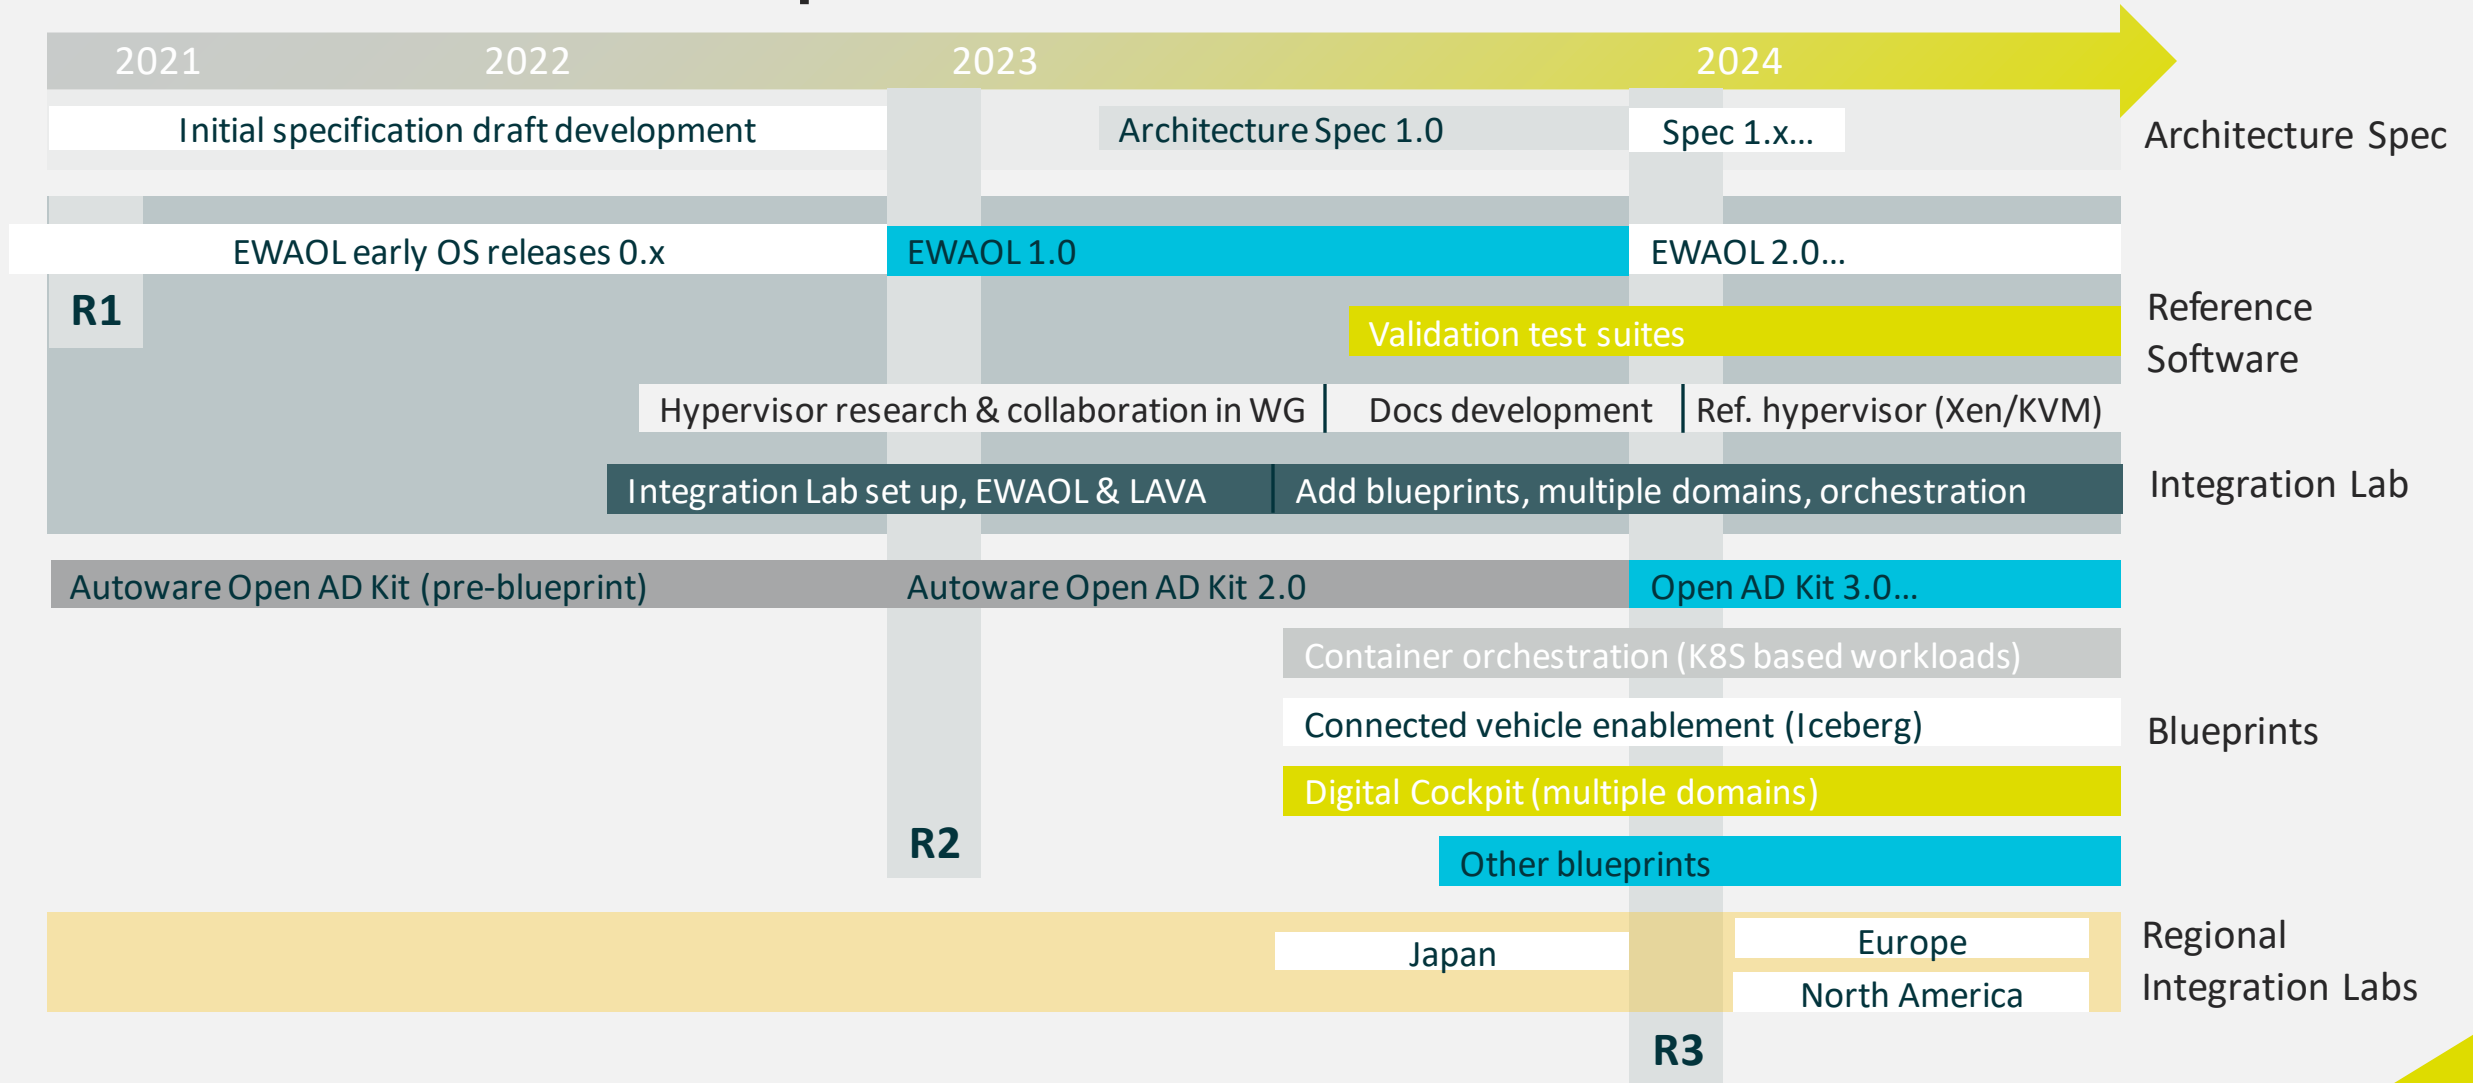 2021 2022 2023 2024
Initial specification draft development
Architecture Spec 1.0
Spec 1.x...
Architecture Spec
EWAOL early OS releases 0.x
EWAOL 1.0
EWAOL 2.0...
R1
Validation test suites
Reference
Software
Hypervisor research & collaboration in WG
Docs development
Ref. hypervisor (Xen/KVM)
Integration Lab set up, EWAOL & LAVA
Add blueprints, multiple domains, orchestration
Integration Lab
Autoware Open AD Kit (pre-blueprint)
Autoware Open AD Kit 2.0
Open AD Kit 3.0...
Container orchestration (K8S based workloads)
Connected vehicle enablement (Iceberg)
Blueprints
Digital Cockpit (multiple domains)
R2
Other blueprints
Japan
Europe
North America
Regional
Integration Labs
R3